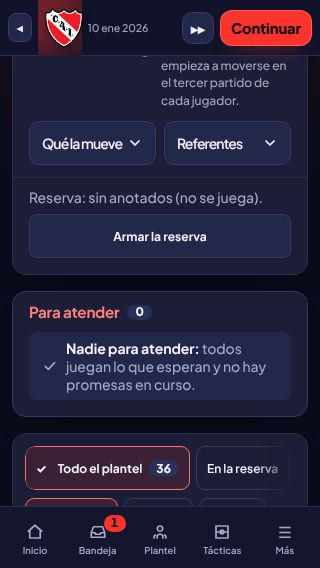 10 ene 2026
Continuar
empieza a moverse en
el tercer partido de
cada jugador.
Qué la mueve
Referentes
Reserva: sin anotados (no se juega).
Armar la reserva
Para atender 0
Nadie para atender: todos
juegan lo que esperan y no hay
promesas en curso.
Todo el plantel 36
En la reserva
1
Inicio
Bandeja
Plantel
Tácticas
Más